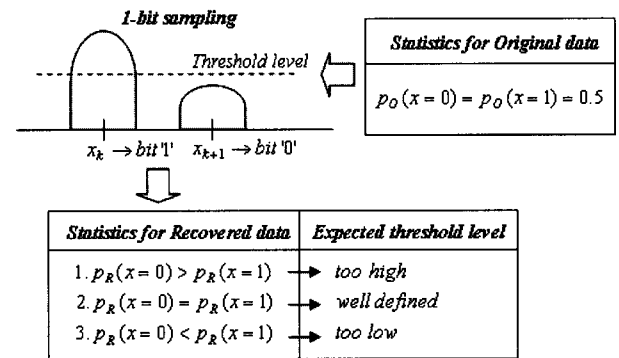 1-bit sampling
Threshold level
x_k → bit '1'
x_{k+1} → bit '0'
Statistics for Original data
p_O(x = 0) = p_O(x = 1) = 0.5
Statistics for Recovered data
Expected threshold level
1. p_R(x = 0) > p_R(x = 1) → too high
2. p_R(x = 0) = p_R(x = 1) → well defined
3. p_R(x = 0) < p_R(x = 1) → too low